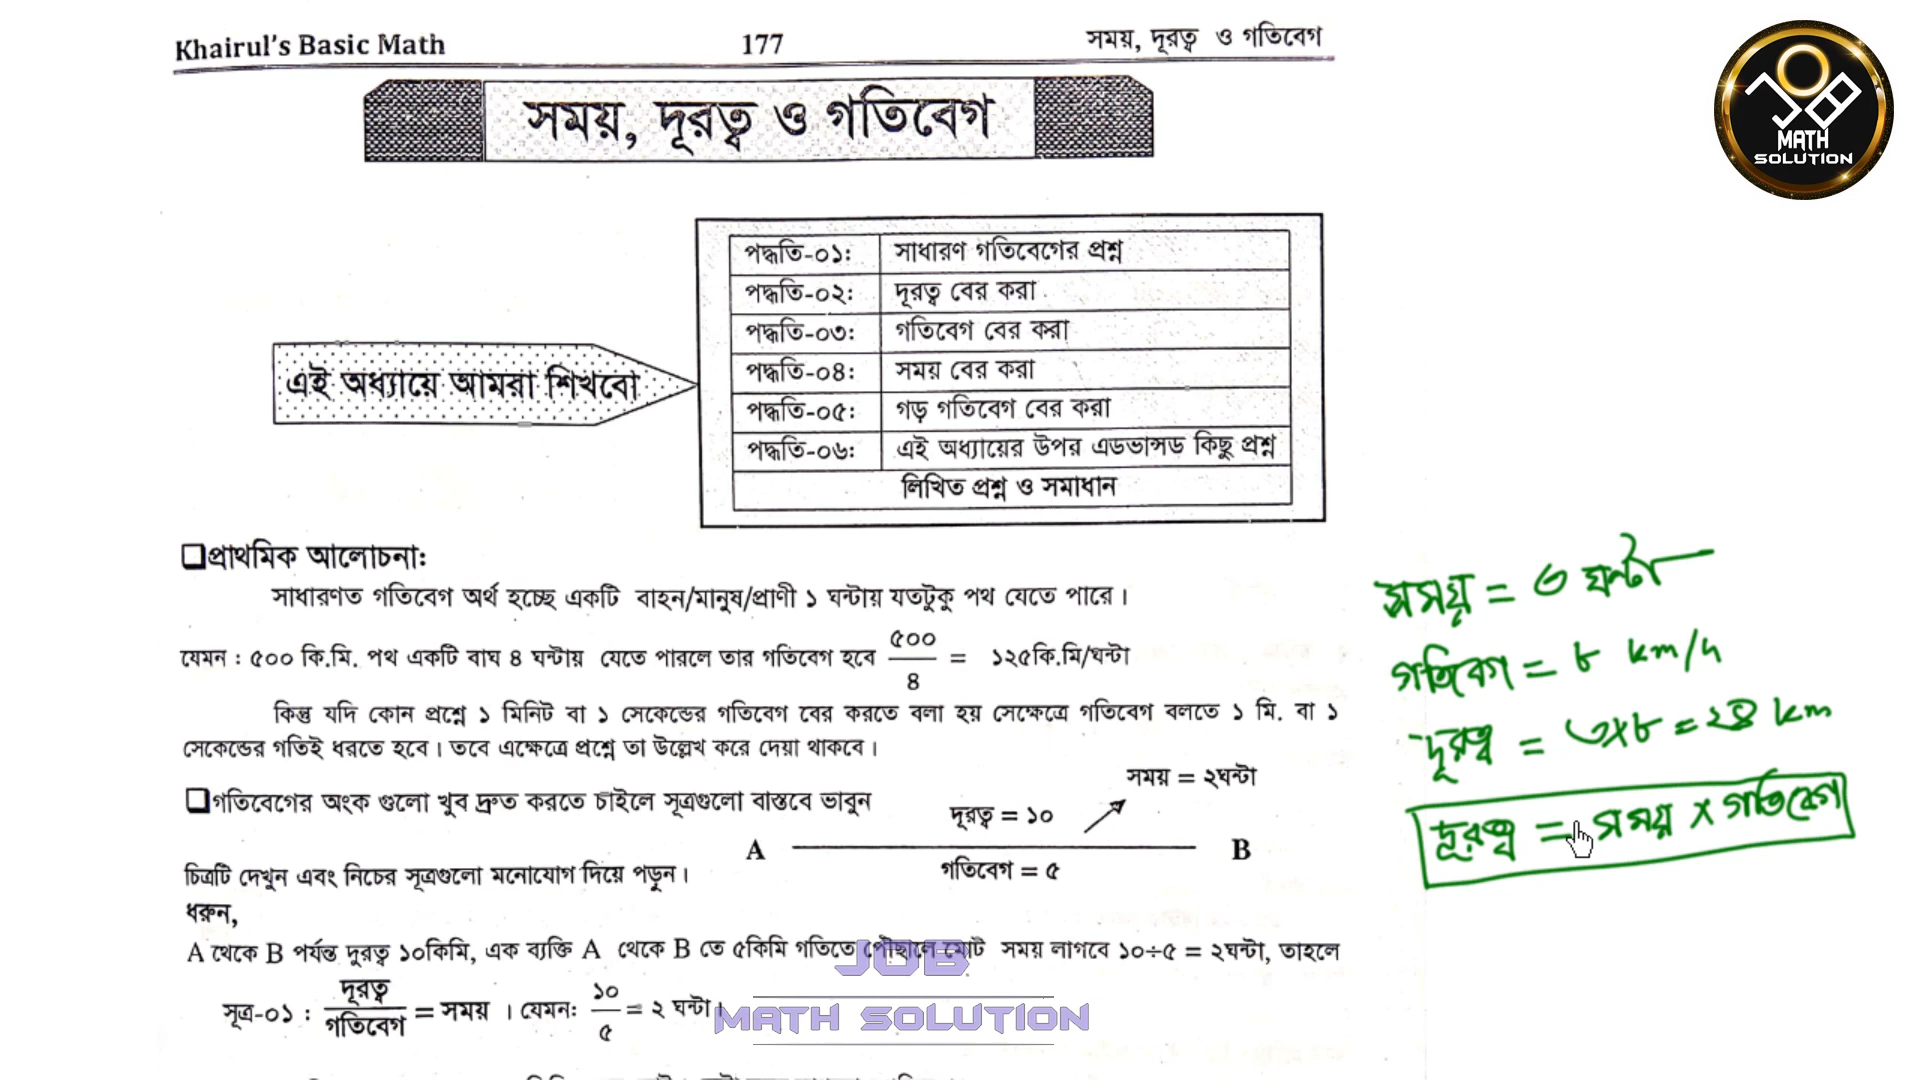 Khairul's Basic Math 177 সময়, দূরত্ব ও গতিবেগ
সময়, দূরত্ব ও গতিবেগ
MATH
SOLUTION
পদ্ধতি-০১: সাধারণ গতিবেগের প্রশ্ন
পদ্ধতি-০২: দূরত্ব বের করা
পদ্ধতি-০৩: গতিবেগ বের করা
পদ্ধতি-০৪: সময় বের করা
পদ্ধতি-০৫: গড় গতিবেগ বের করা
পদ্ধতি-০৬: এই অধ্যায়ের উপর এডভান্সড কিছু প্রশ্ন
লিখিত প্রশ্ন ও সমাধান
এই অধ্যায়ে আমরা শিখবো
❑প্রাথমিক আলোচনা:
সাধারণত গতিবেগ অর্থ হচ্ছে একটি বাহন/মানুষ/প্রাণী ১ ঘন্টায় যতটুকু পথ যেতে পারে।
যেমন : ৫০০ কি.মি. পথ একটি বাঘ ৪ ঘন্টায় যেতে পারলে তার গতিবেগ হবে ৫০০/৪ = ১২৫কি.মি/ঘন্টা
কিন্তু যদি কোন প্রশ্নে ১ মিনিট বা ১ সেকেন্ডের গতিবেগ বের করতে বলা হয় সেক্ষেত্রে গতিবেগ বলতে ১ মি. বা ১
সেকেন্ডের গতিই ধরতে হবে। তবে এক্ষেত্রে প্রশ্নে তা উল্লেখ করে দেয়া থাকবে।
❑গতিবেগের অংক গুলো খুব দ্রুত করতে চাইলে সূত্রগুলো বাস্তবে ভাবুন
সময় = ২ঘন্টা
দূরত্ব = ১০
A B
গতিবেগ = ৫
চিত্রটি দেখুন এবং নিচের সূত্রগুলো মনোযোগ দিয়ে পড়ুন।
ধরুন,
A থেকে B পর্যন্ত দুরত্ব ১০কিমি, এক ব্যক্তি A থেকে B তে ৫কিমি গতিতে পৌঁছালে মোট সময় লাগবে ১০÷৫ = ২ঘন্টা, তাহলে
সূত্র-০১ : দূরত্ব/গতিবেগ = সময় । যেমন: ১০/৫ = ২ ঘন্টা।
JOB
MATH SOLUTION
সময় = ৩ ঘন্টা
গতিবেগ = ৮ km/h
দূরত্ব = ৩×৮ = ২৪ km
দূরত্ব = সময় × গতিবেগ